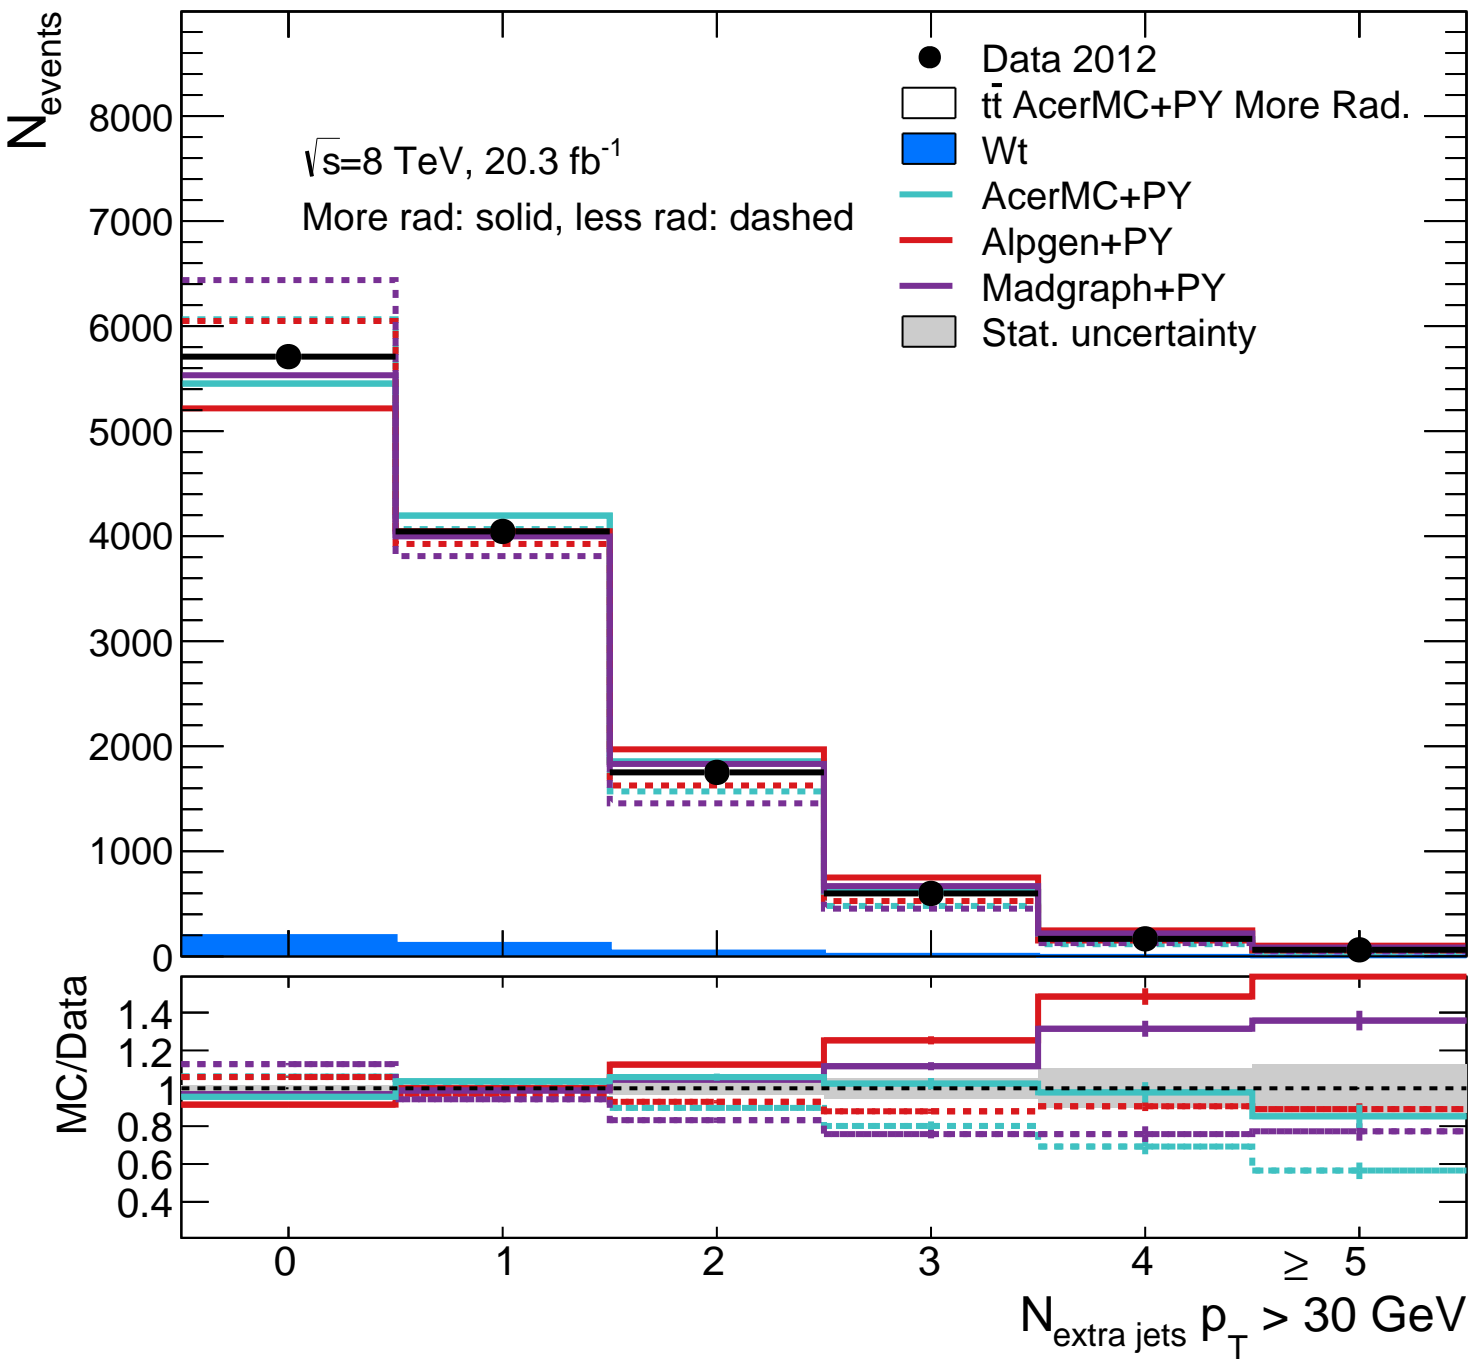 N_events
8000
7000
6000
5000
4000
3000
2000
1000
0
√s=8 TeV, 20.3 fb⁻¹
More rad: solid, less rad: dashed
Data 2012
tt̄ AcerMC+PY More Rad.
Wt
AcerMC+PY
Alpgen+PY
Madgraph+PY
Stat. uncertainty
MC/Data
1.4
1.2
1
0.8
0.6
0.4
0 1 2 3 4 ≥ 5
N_extra jets p_T > 30 GeV